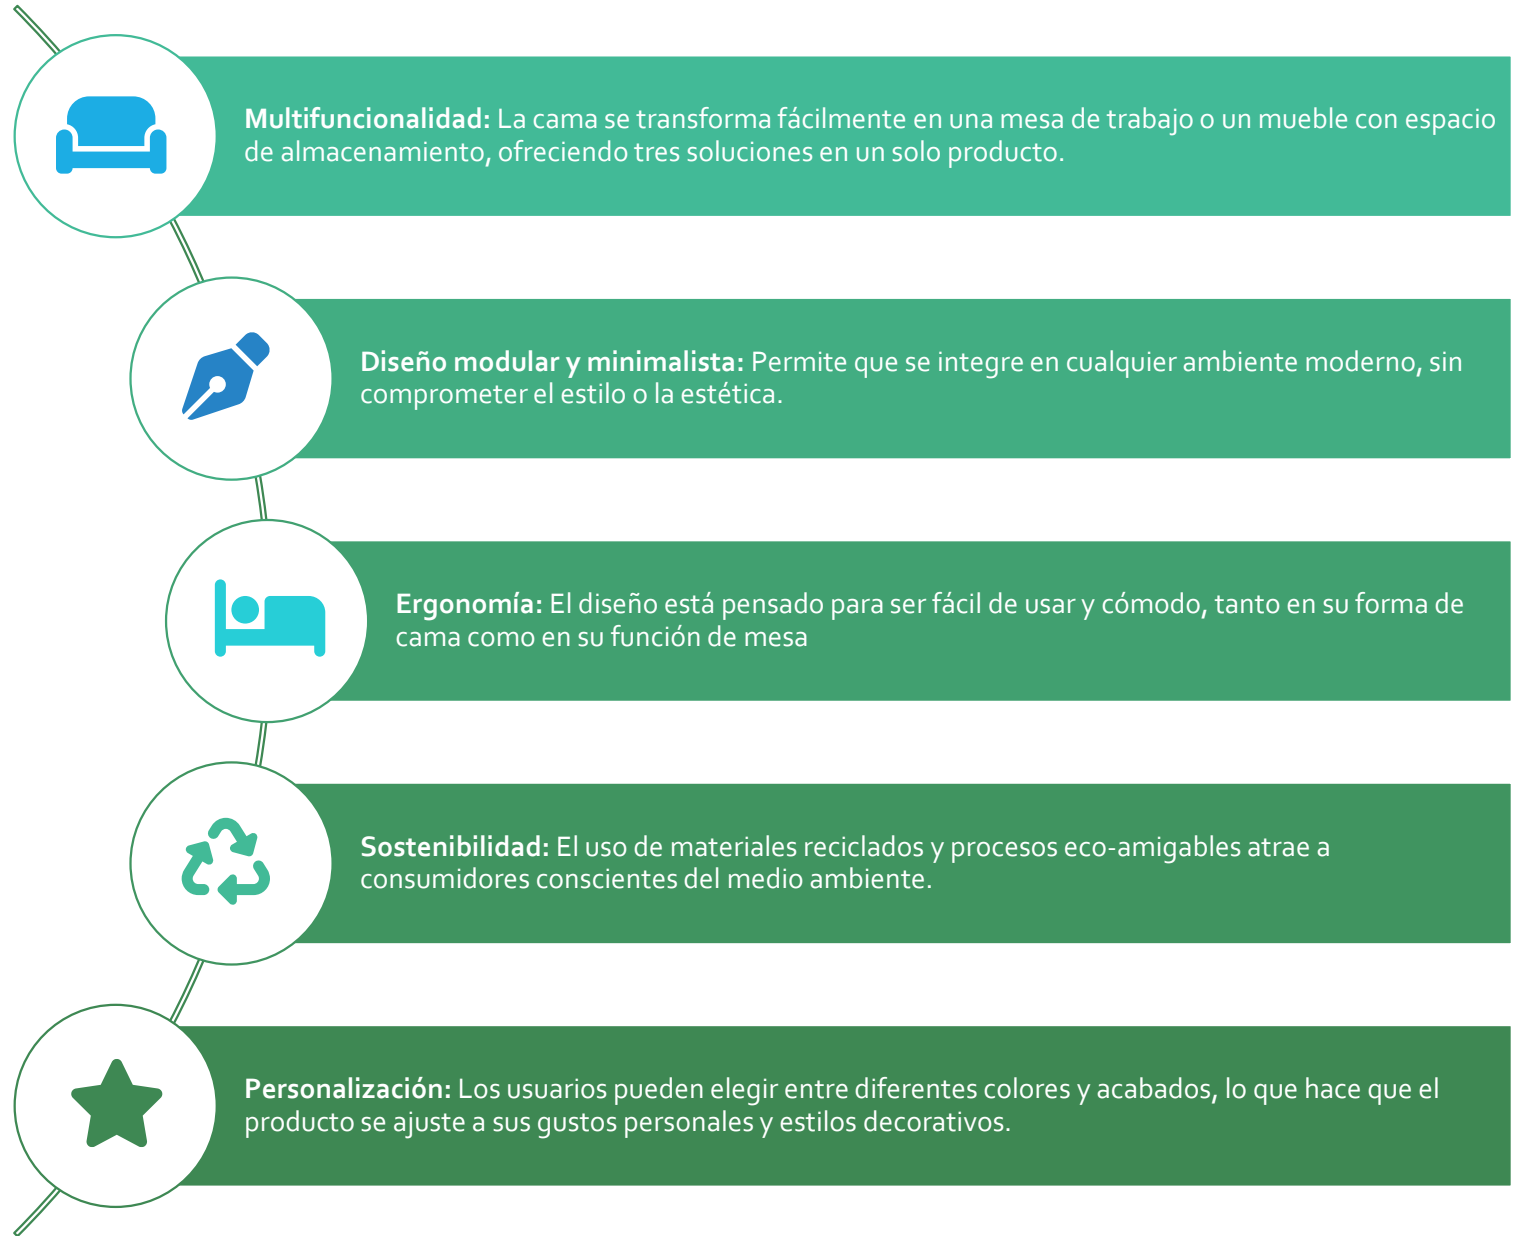 Multifuncionalidad: La cama se transforma fácilmente en una mesa de trabajo o un mueble con espacio
de almacenamiento, ofreciendo tres soluciones en un solo producto.
Diseño modular y minimalista: Permite que se integre en cualquier ambiente moderno, sin
comprometer el estilo o la estética.
Ergonomía: El diseño está pensado para ser fácil de usar y cómodo, tanto en su forma de
cama como en su función de mesa
Sostenibilidad: El uso de materiales reciclados y procesos eco-amigables atrae a
consumidores conscientes del medio ambiente.
Personalización: Los usuarios pueden elegir entre diferentes colores y acabados, lo que hace que el
producto se ajuste a sus gustos personales y estilos decorativos.